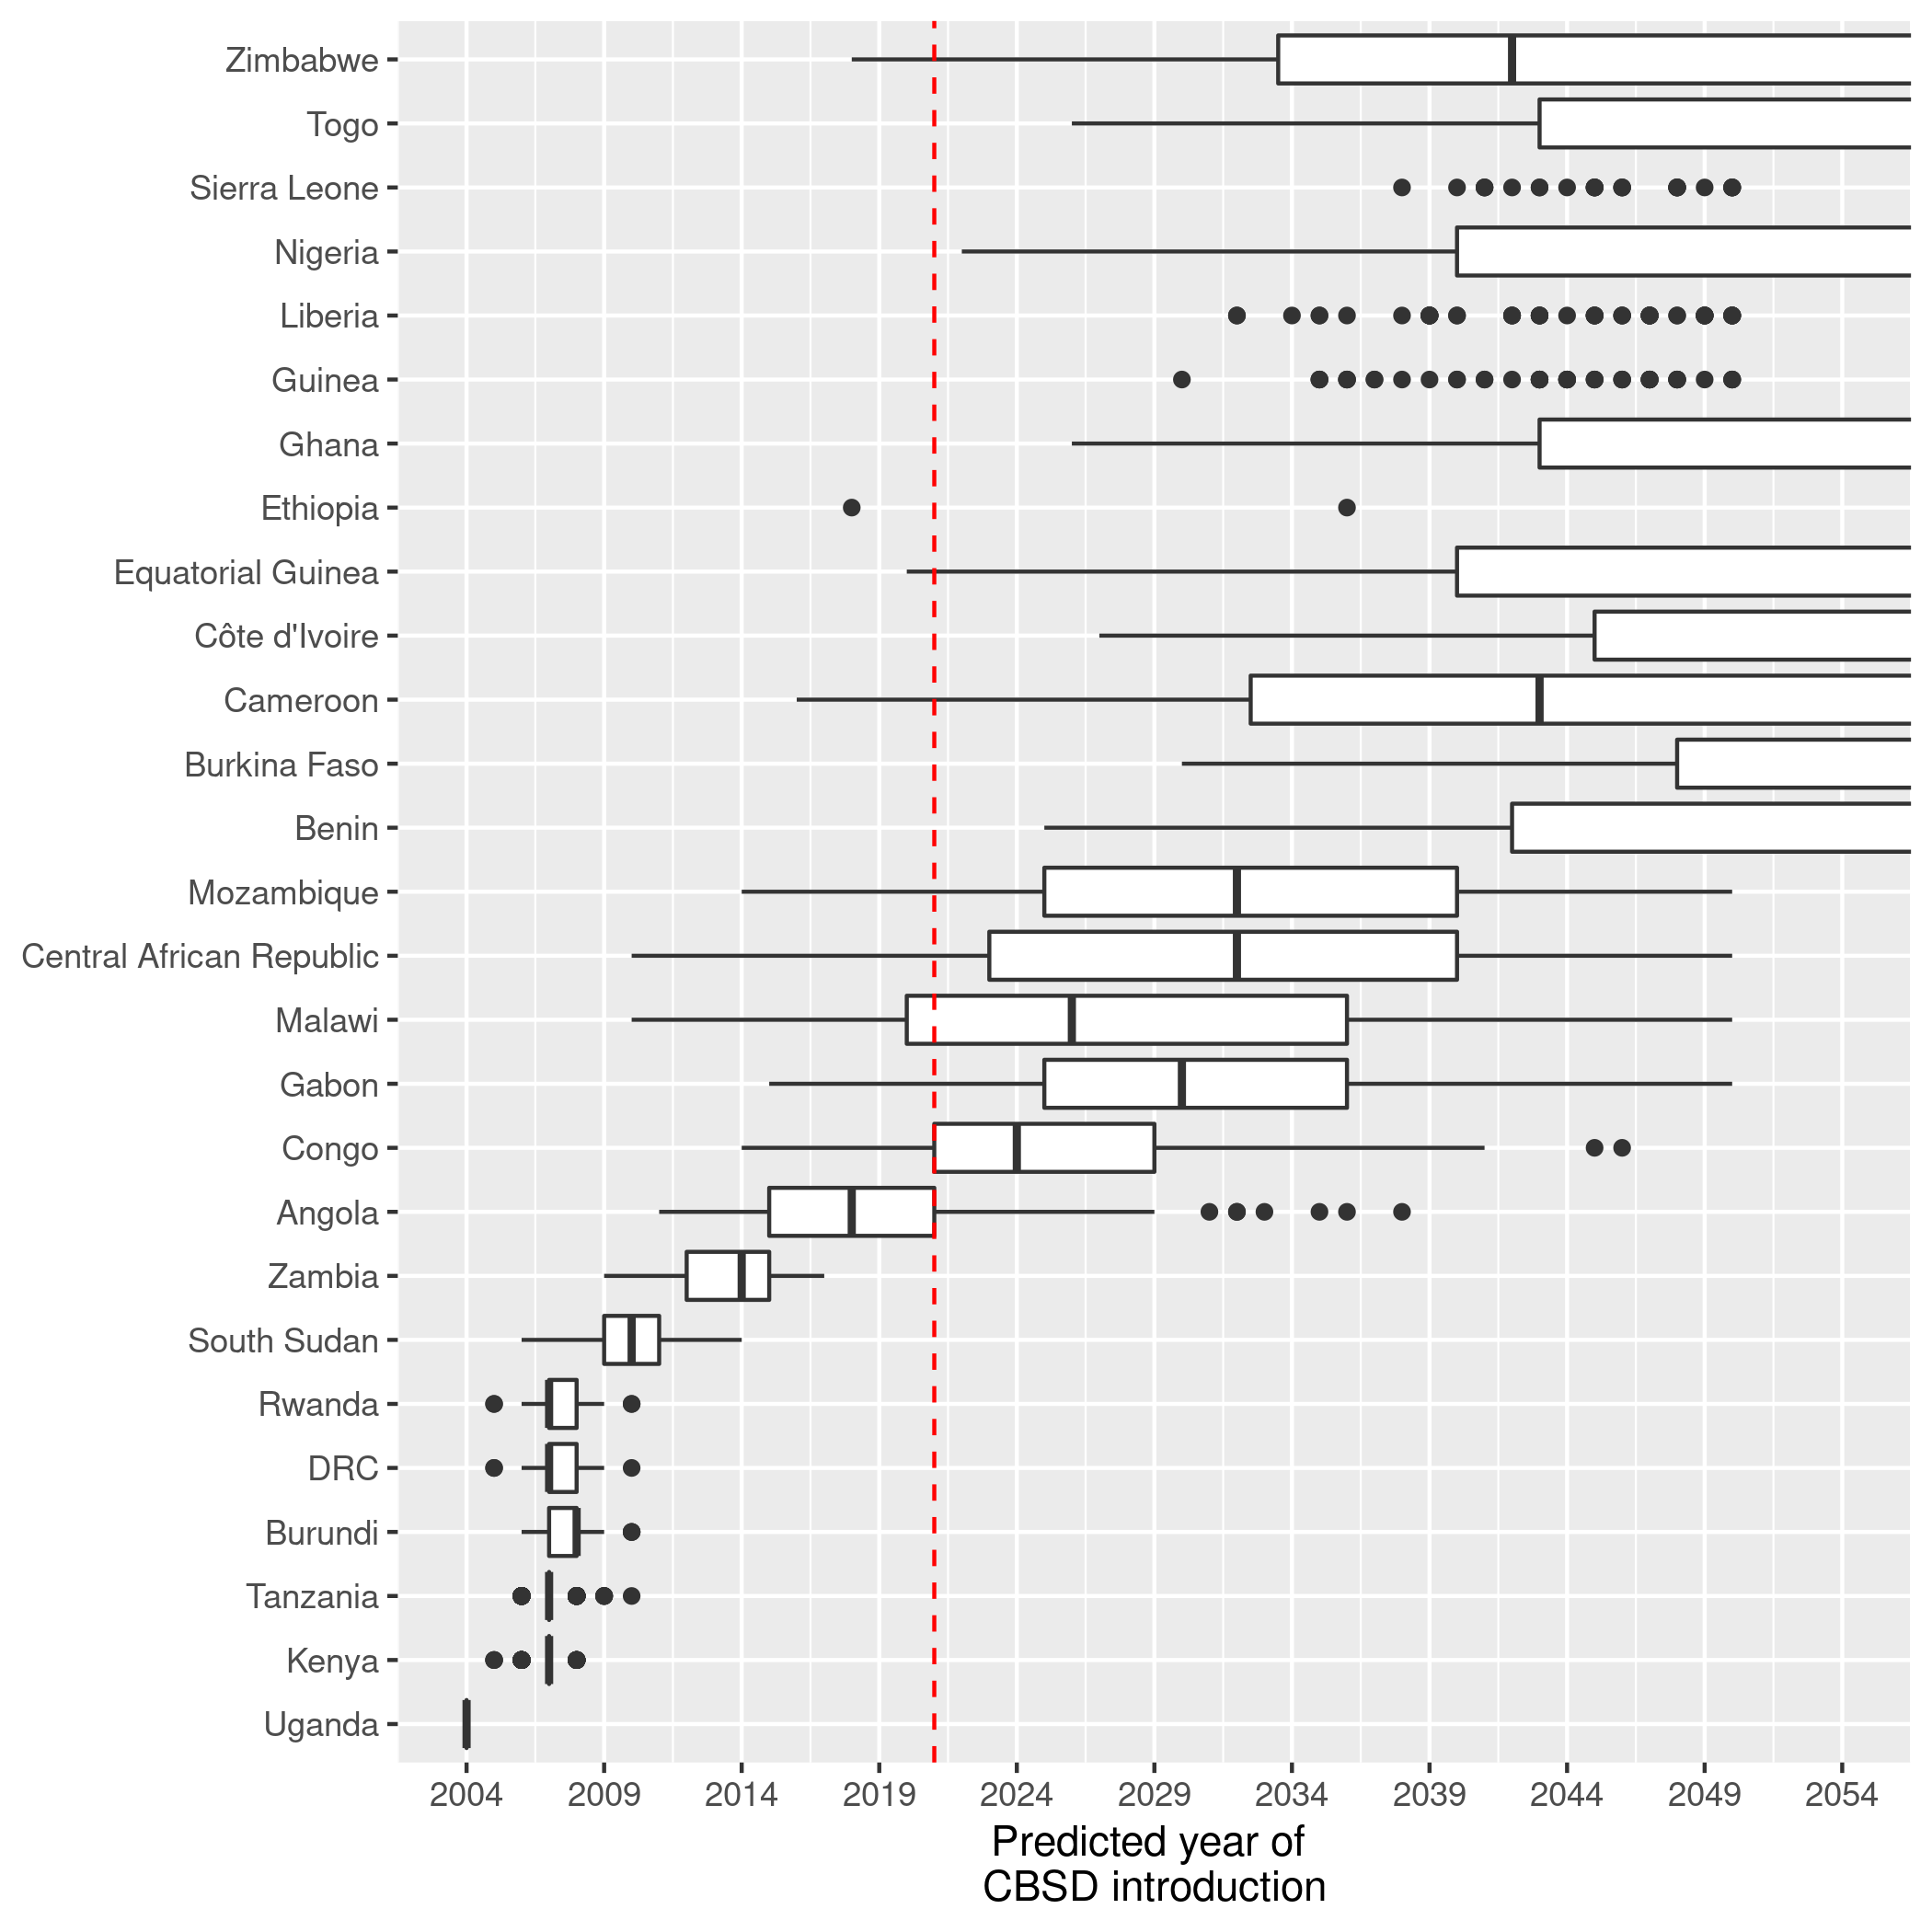 Zimbabwe
Togo
Sierra Leone
Nigeria
Liberia
Guinea
Ghana
Ethiopia
Equatorial Guinea
Côte d'Ivoire
Cameroon
Burkina Faso
Benin
Mozambique
Central African Republic
Malawi
Gabon
Congo
Angola
Zambia
South Sudan
Rwanda
DRC
Burundi
Tanzania
Kenya
Uganda
2004 2009 2014 2019 2024 2029 2034 2039 2044 2049 2054
Predicted year of
CBSD introduction